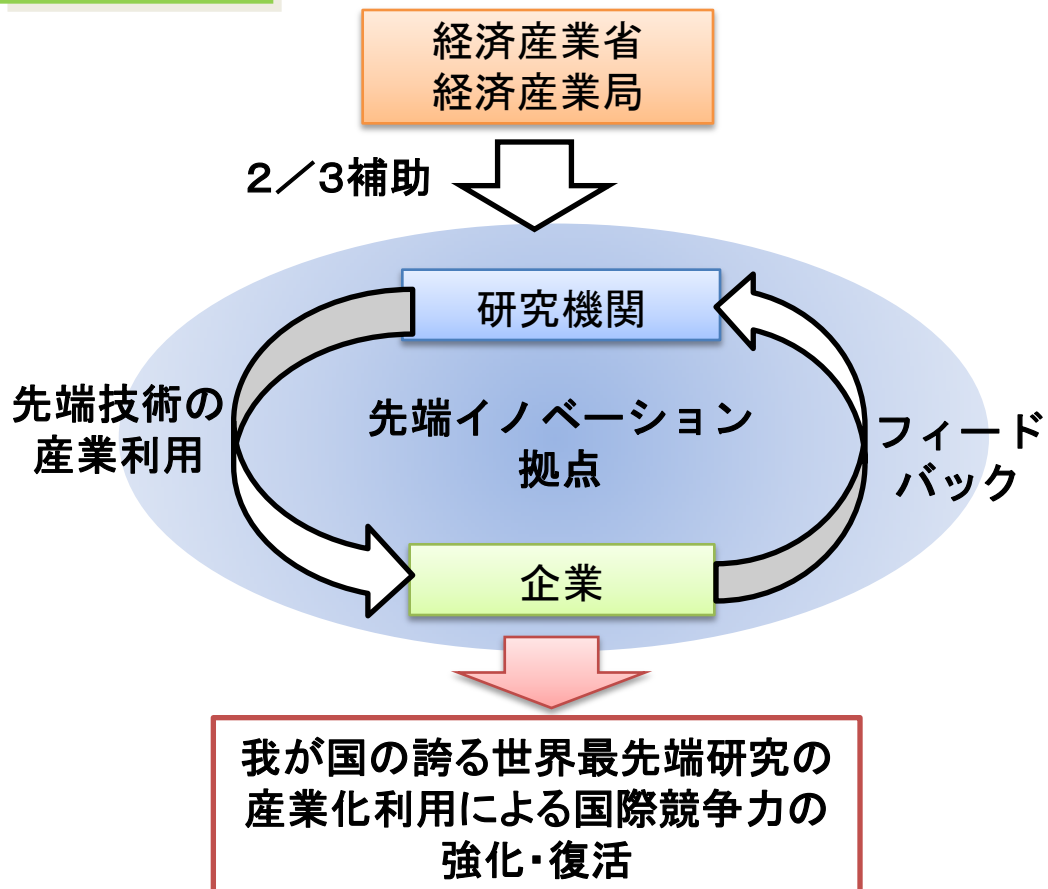 経済産業省
経済産業局
２／３補助
研究機関
先端技術の
産業利用
先端イノベーション
拠点
フィード
バック
企業
我が国の誇る世界最先端研究の
産業化利用による国際競争力の
強化・復活